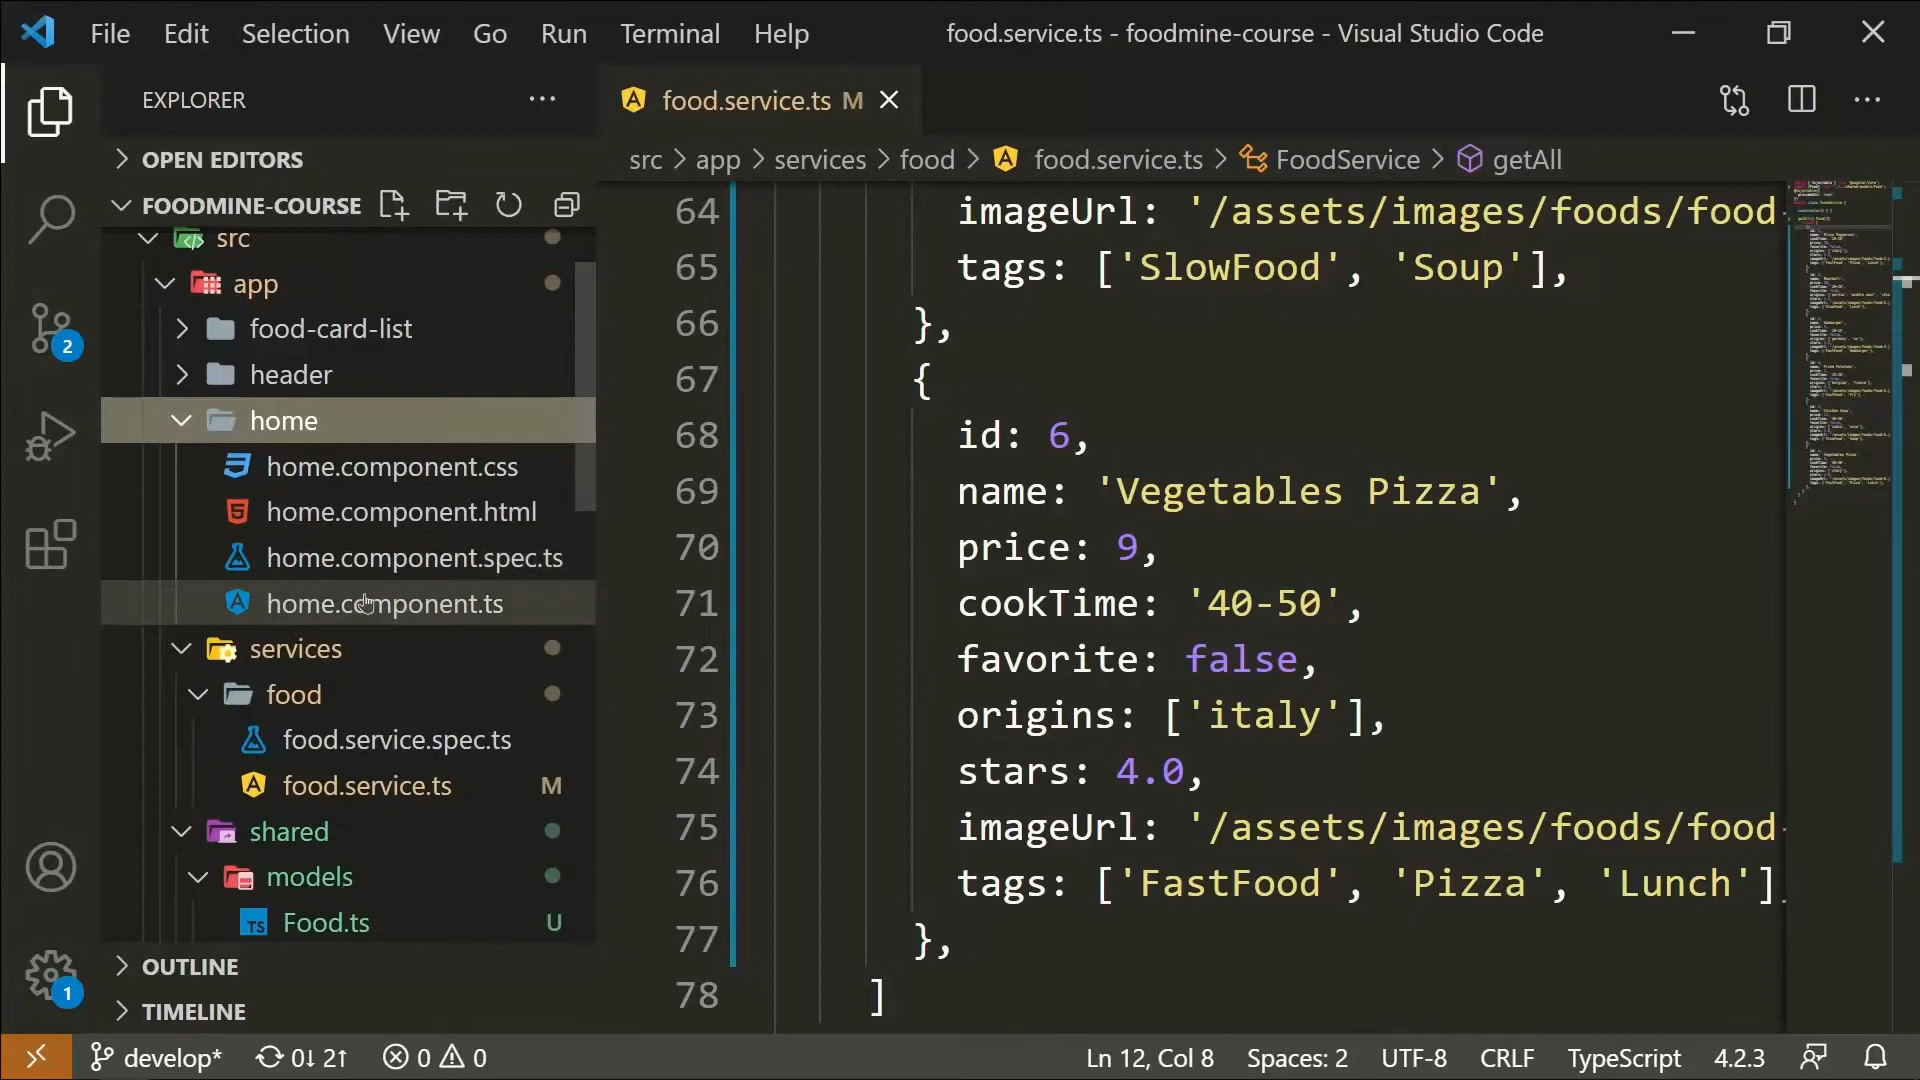 File Edit Selection View Go Run Terminal Help food.service.ts - foodmine-course - Visual Studio Code
EXPLORER
OPEN EDITORS
FOODMINE-COURSE
src
app
food-card-list
header
home
home.component.css
home.component.html
home.component.spec.ts
home.component.ts
services
food
food.service.spec.ts
food.service.ts M
shared
models
Food.ts U
OUTLINE
TIMELINE
2
1
food.service.ts M
src > app > services > food > food.service.ts > FoodService > getAll
64 imageUrl: '/assets/images/foods/food-
65 tags: ['SlowFood', 'Soup'],
66 },
67 {
68 id: 6,
69 name: 'Vegetables Pizza',
70 price: 9,
71 cookTime: '40-50',
72 favorite: false,
73 origins: ['italy'],
74 stars: 4.0,
75 imageUrl: '/assets/images/foods/food-
76 tags: ['FastFood', 'Pizza', 'Lunch'],
77 },
78 ]
develop* 0↓ 2↑ 0 0 Ln 12, Col 8 Spaces: 2 UTF-8 CRLF TypeScript 4.2.3